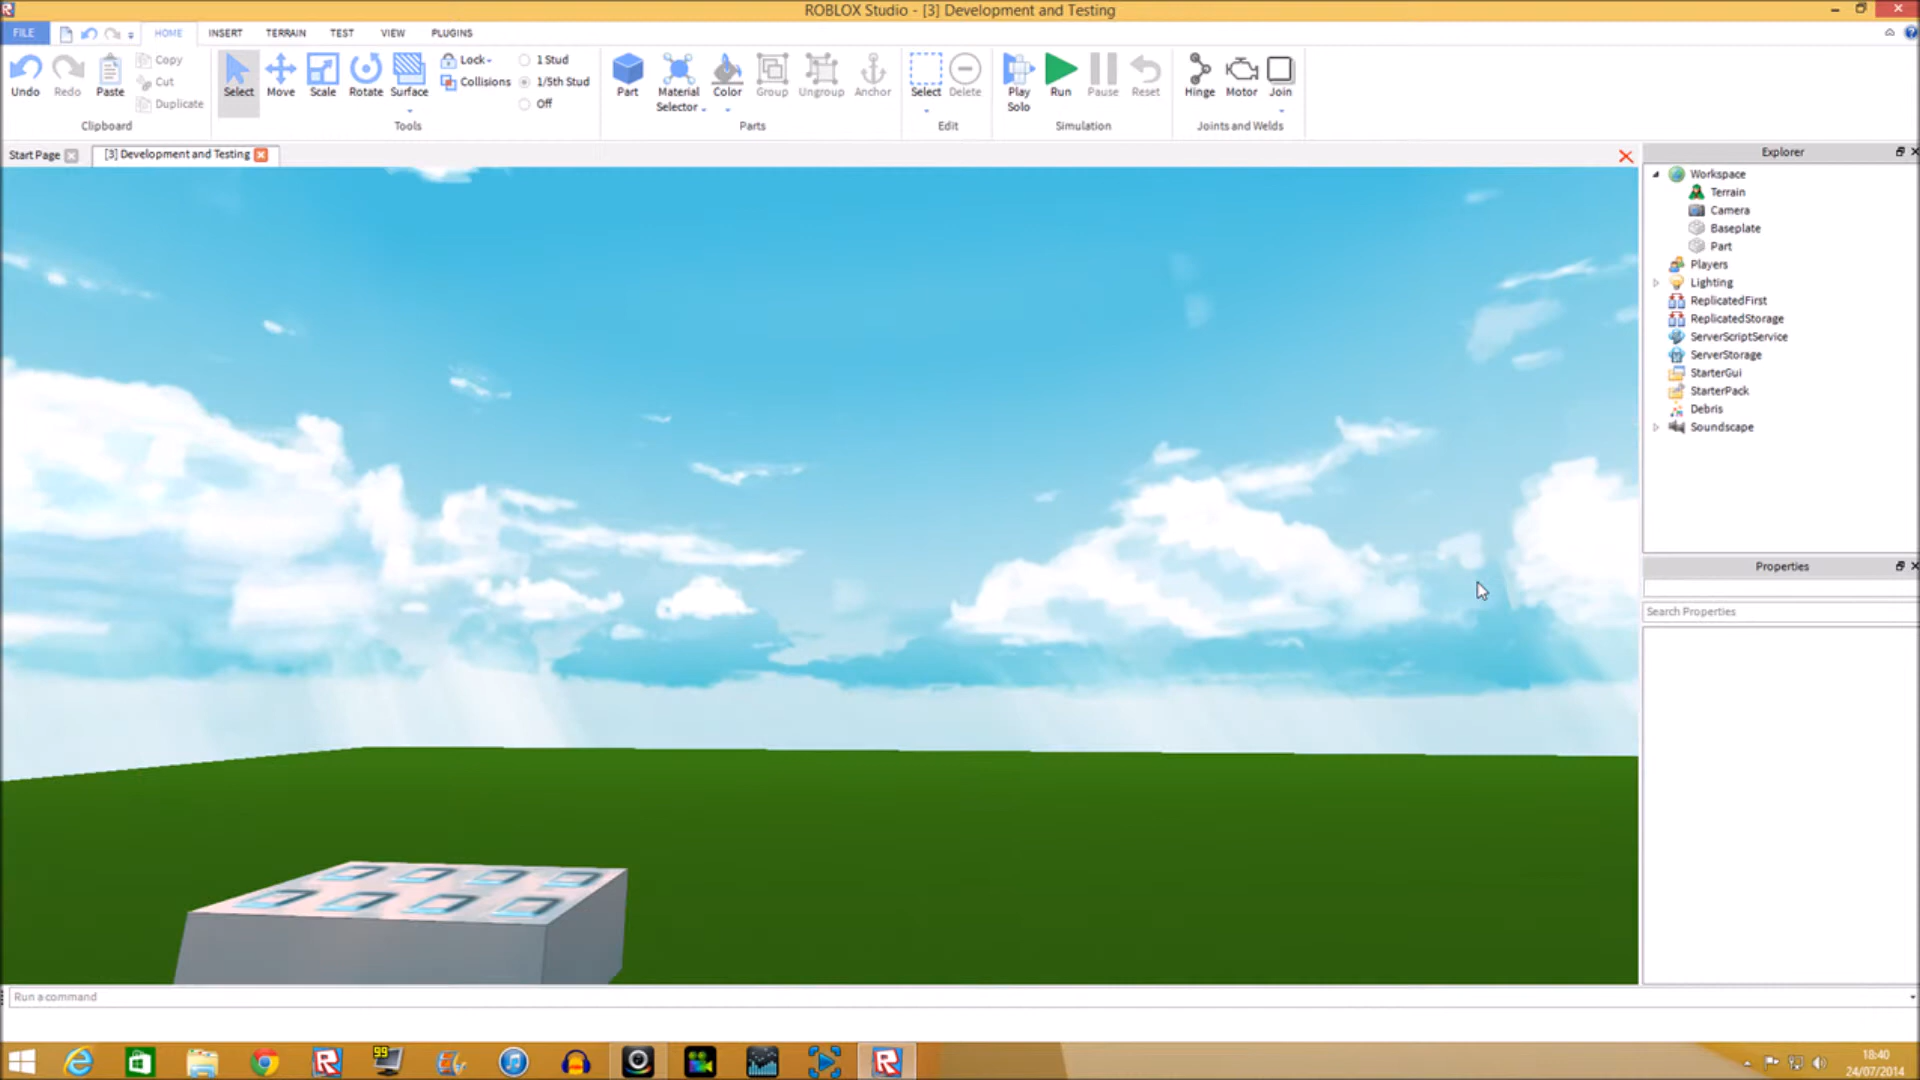 ROBLOX Studio - [3] Development and Testing
FILE HOME INSERT TERRAIN TEST VIEW PLUGINS
Undo Redo Paste Copy Cut Duplicate
Clipboard
Select Move Scale Rotate Surface Lock Collisions 1 Stud 1/5th Stud Off
Tools
Part Material Selector Color Group Ungroup Anchor
Parts
Select Delete
Edit
Play Solo Run Pause Reset
Simulation
Hinge Motor Join
Joints and Welds
Start Page [3] Development and Testing
Explorer
Workspace
Terrain
Camera
Baseplate
Part
Players
Lighting
ReplicatedFirst
ReplicatedStorage
ServerScriptService
ServerStorage
StarterGui
StarterPack
Debris
Soundscape
Properties
Search Properties
Run a command
99
18:40
24/07/2014